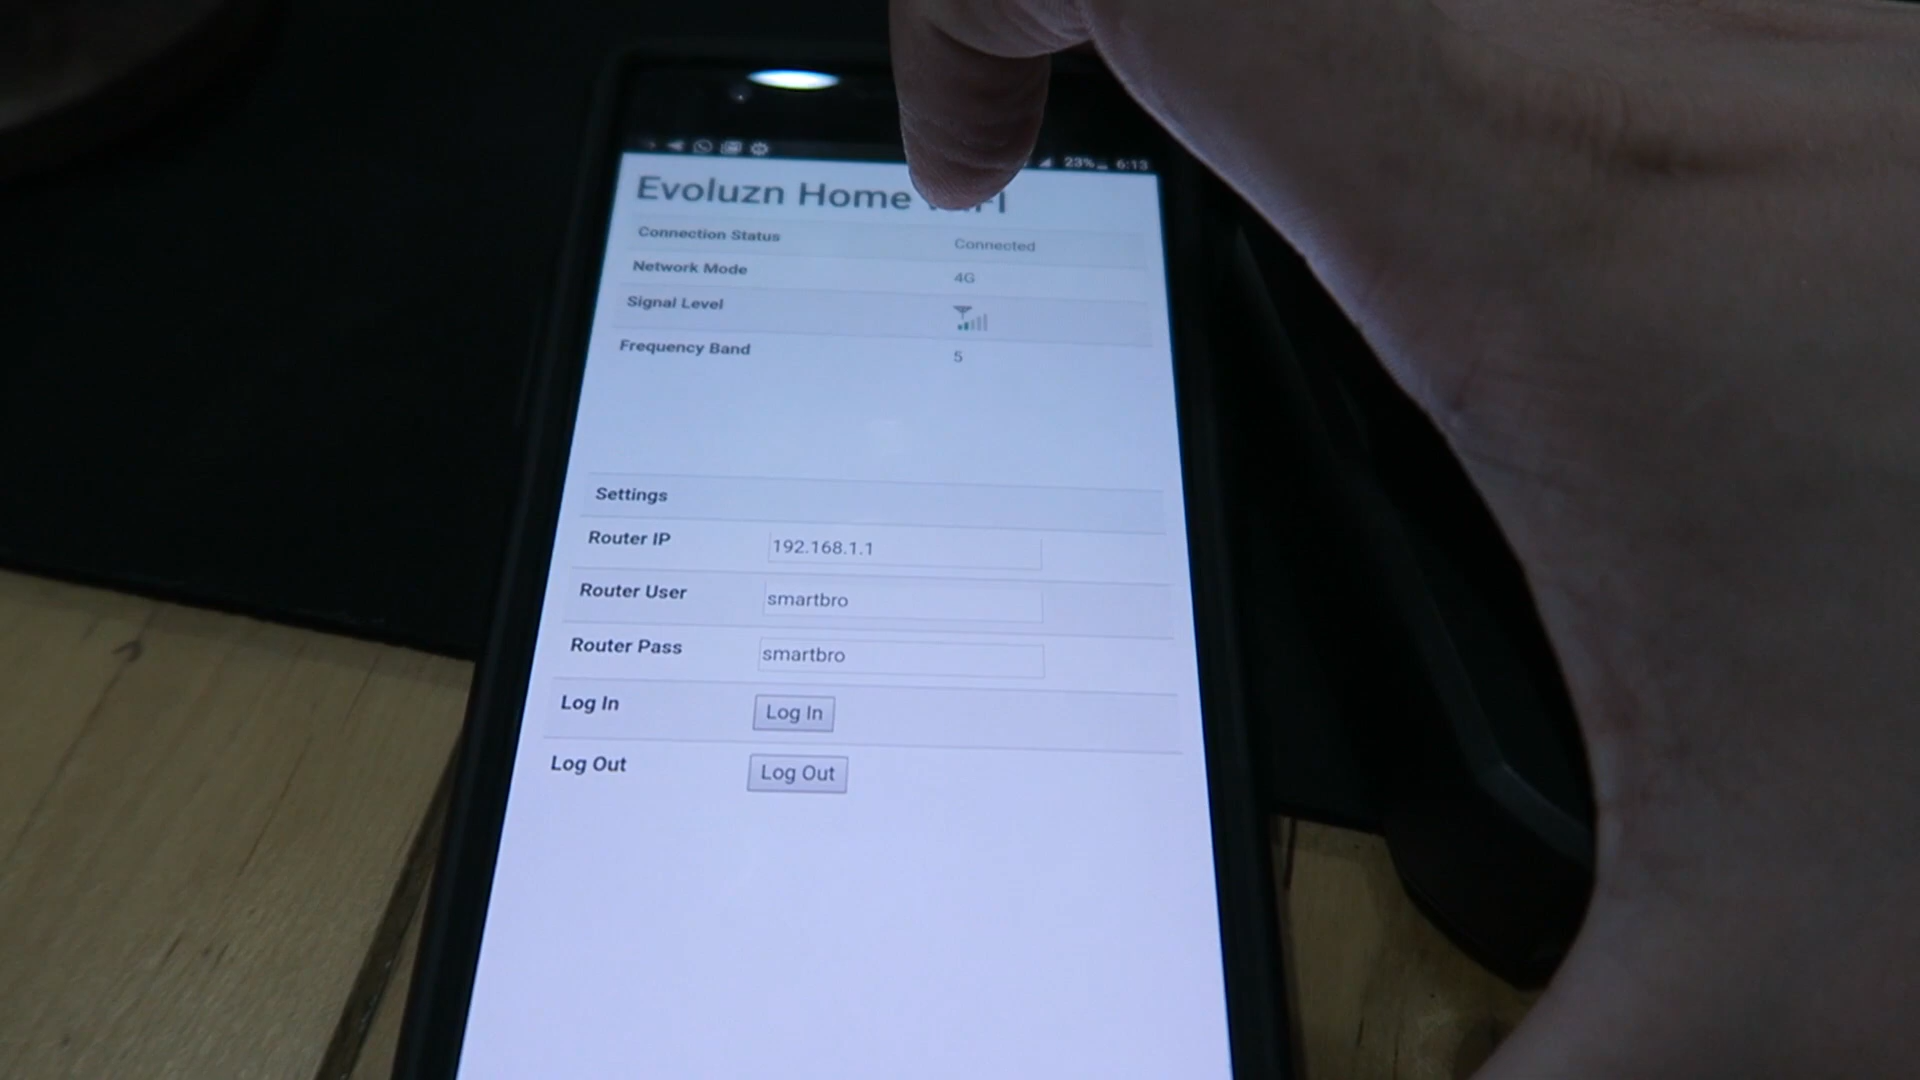 23% 6:13
Evoluzn Home
Connection Status Connected
Network Mode 4G
Signal Level
Frequency Band 5
Settings
Router IP 192.168.1.1
Router User smartbro
Router Pass smartbro
Log In Log In
Log Out Log Out